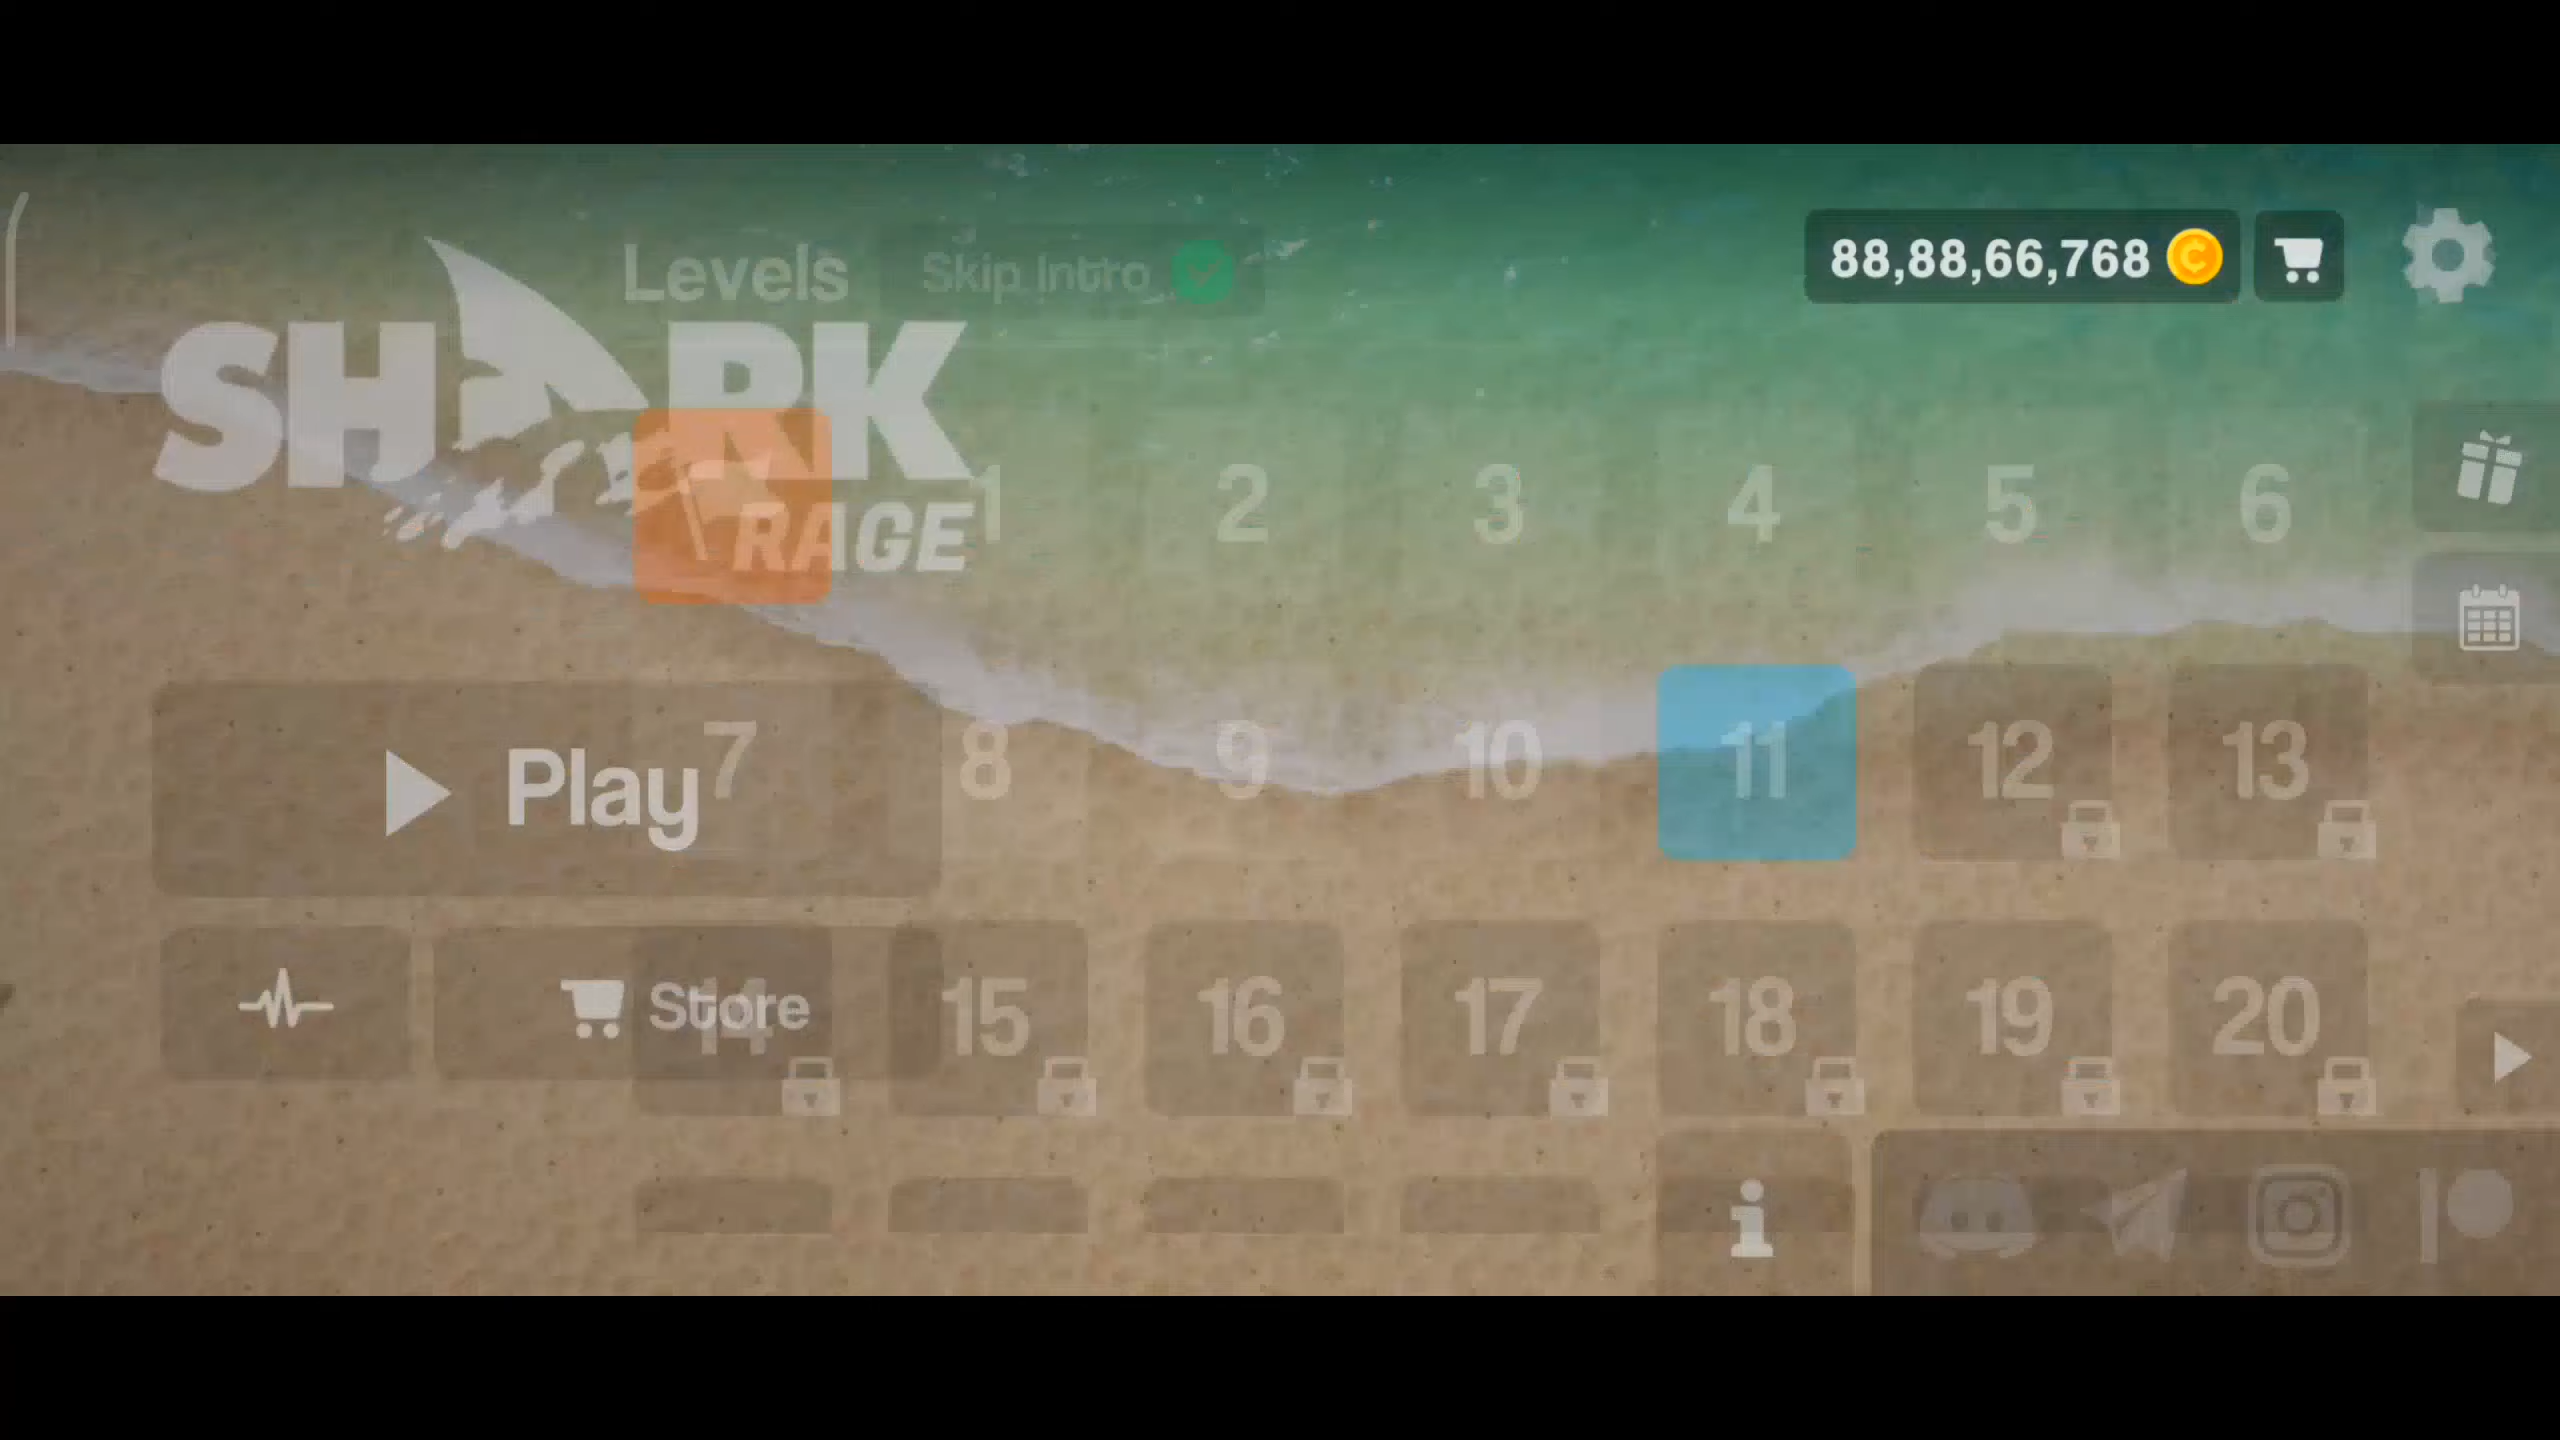 Levels
Skip Intro
88,88,66,768
SHARK
RAGE
1 2 3 4 5 6
Play
7 8 9 10 11 12 13
Store
14 15 16 17 18 19 20